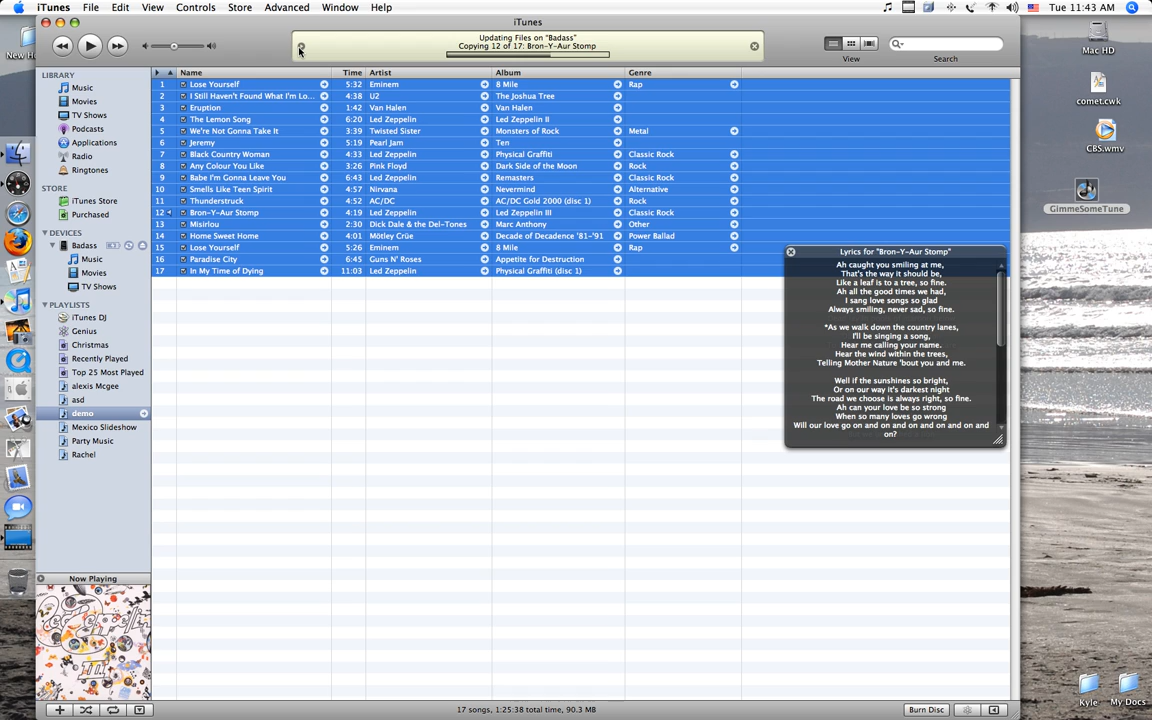 iTunes File Edit View Controls Store Advanced Window Help
Tue 11:43 AM
iTunes
Updating Files on "Badass"
Copying 12 of 17: Bron-Y-Aur Stomp
View
Search
LIBRARY
Music
Movies
TV Shows
Podcasts
Applications
Radio
Ringtones
STORE
iTunes Store
Purchased
DEVICES
Badass
Music
Movies
TV Shows
PLAYLISTS
iTunes DJ
Genius
Christmas
Recently Played
Top 25 Most Played
alexis Mcgee
asd
demo
Mexico Slideshow
Party Music
Rachel
Now Playing
Name Time Artist Album Genre
1 Lose Yourself 5:32 Eminem 8 Mile Rap
2 I Still Haven't Found What I'm Lo... 4:38 U2 The Joshua Tree
3 Eruption 1:42 Van Halen Van Halen
4 The Lemon Song 6:20 Led Zeppelin Led Zeppelin II
5 We're Not Gonna Take It 3:39 Twisted Sister Monsters of Rock Metal
6 Jeremy 5:19 Pearl Jam Ten
7 Black Country Woman 4:33 Led Zeppelin Physical Graffiti Classic Rock
8 Any Colour You Like 3:26 Pink Floyd Dark Side of the Moon Rock
9 Babe I'm Gonna Leave You 6:43 Led Zeppelin Remasters Classic Rock
10 Smells Like Teen Spirit 4:57 Nirvana Nevermind Alternative
11 Thunderstruck 4:52 AC/DC AC/DC Gold 2000 (disc 1) Rock
12 Bron-Y-Aur Stomp 4:19 Led Zeppelin Led Zeppelin III Classic Rock
13 Misirlou 2:30 Dick Dale & the Del-Tones Marc Anthony Other
14 Home Sweet Home 4:01 Mötley Crüe Decade of Decadence '81-'91 Power Ballad
15 Lose Yourself 5:26 Eminem 8 Mile Rap
16 Paradise City 6:45 Guns N' Roses Appetite for Destruction
17 In My Time of Dying 11:03 Led Zeppelin Physical Graffiti (disc 1)
Lyrics for "Bron-Y-Aur Stomp"
Ah caught you smiling at me,
That's the way it should be,
Like a leaf is to a tree, so fine.
Ah all the good times we had,
I sang love songs so glad
Always smiling, never sad, so fine.
*As we walk down the country lanes,
I'll be singing a song,
Hear me calling your name.
Hear the wind within the trees,
Telling Mother Nature 'bout you and me.
Well if the sunshines so bright,
Or on our way it's darkest night
The road we choose is always right, so fine.
Ah can your love be so strong
When so many loves go wrong
Will our love go on and on and on and on and on and
on?
17 songs, 1:25:38 total time, 90.3 MB
Burn Disc
New H
Mac HD
comet.cwk
CBS.wmv
GimmeSomeTune
Kyle
My Docs